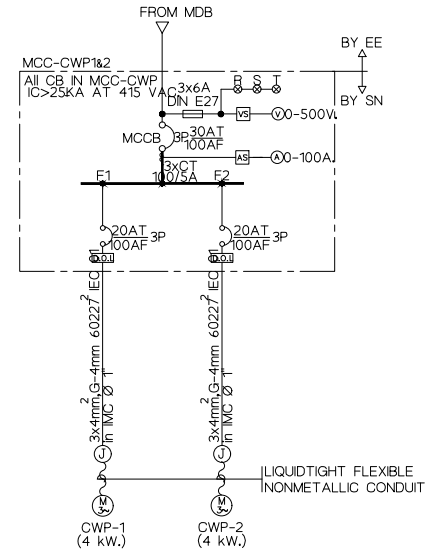 FROM MDB
BY EE
BY SN
MCC-CWP1&2
All CB IN MCC-CWP
IC>25KA AT 415 VAC
3x6A
DIN E27
R S T
VS
V
0-500V.
MCCB
3P
30AT
100AF
AS
A
0-100A.
3xCT
100/5A
F1
F2
20AT
100AF
3P
20AT
100AF
3P
D.O.L
D.O.L
3x4mm²,G-4mm² 60227 IEC 01
in IMC Ø 1"
3x4mm²,G-4mm² 60227 IEC 01
in IMC Ø 1"
J
J
LIQUIDTIGHT FLEXIBLE
NONMETALLIC CONDUIT
M
3~
M
3~
CWP-1
(4 kW.)
CWP-2
(4 kW.)